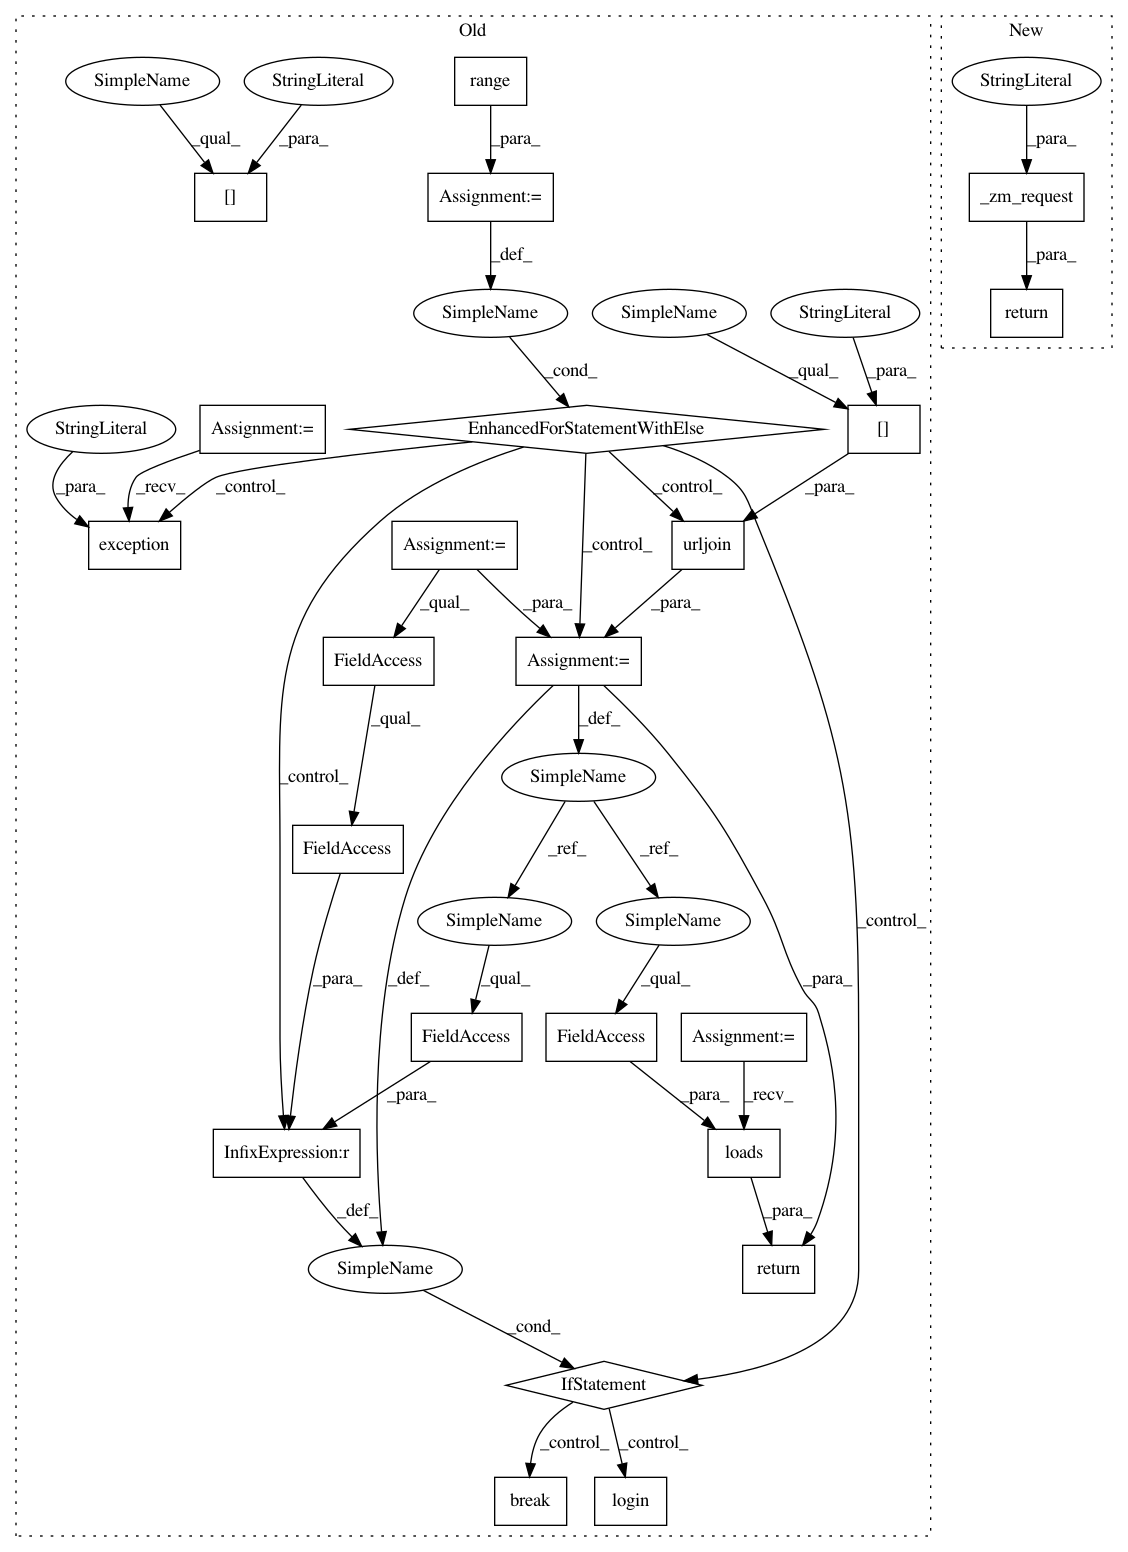 Old
New
SimpleName
StringLiteral
range
StringLiteral
_qual_
_para_
_para_
_para_
[]
Assignment:=
_zm_request
_def_
_para_
SimpleName
SimpleName
StringLiteral
return
_cond_
_qual_
_para_
StringLiteral
Assignment:=
EnhancedForStatementWithElse
[]
_para_
_recv_
_control_
_control_
_para_
exception
Assignment:=
_control_
urljoin
_qual_
_para_
_para_
FieldAccess
Assignment:=
_qual_
_def_
_control_
SimpleName
FieldAccess
_ref_
_ref_
SimpleName
SimpleName
_control_
_para_
_def_
_qual_
_qual_
_para_
FieldAccess
FieldAccess
Assignment:=
_para_
_para_
_recv_
InfixExpression:r
loads
_def_
_para_
SimpleName
return
_cond_
IfStatement
_control_
_control_
break
login